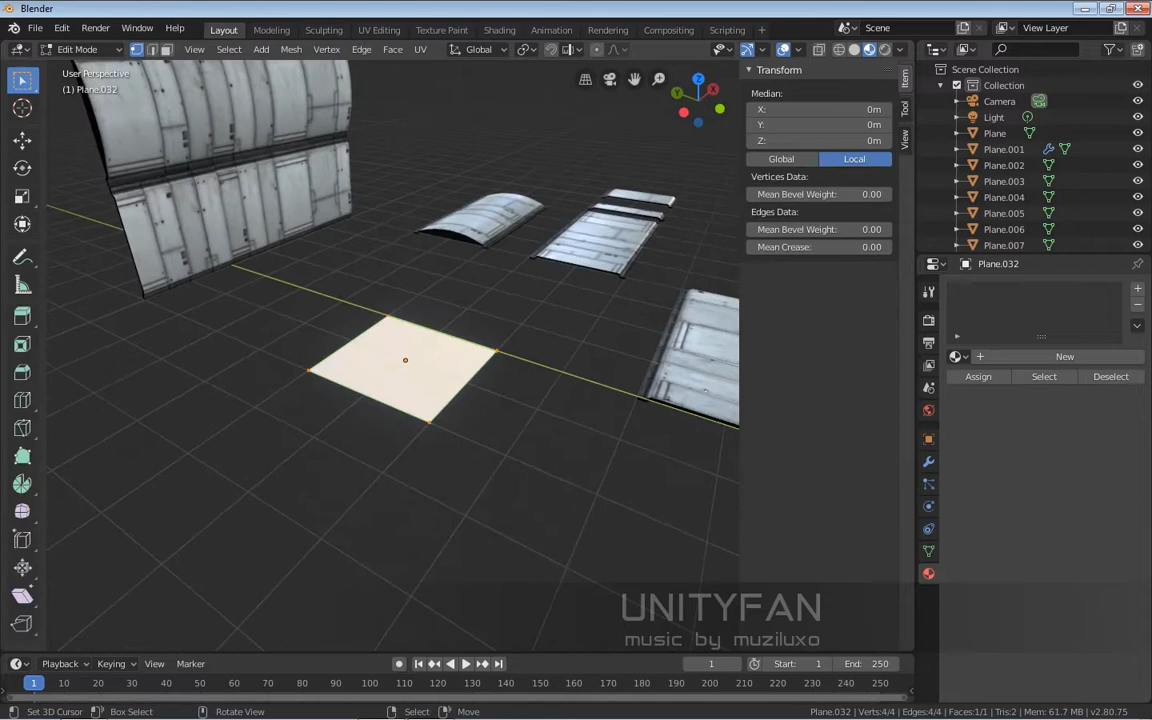 Blender
File Edit Render Window Help Layout Modeling Sculpting UV Editing Texture Paint Shading Animation Rendering Compositing Scripting + Scene View Layer
Edit Mode View Select Add Mesh Vertex Edge Face UV Global
User Perspective
(1) Plane.032
Z
Y
X
Transform
Median:
X: 0m
Y: 0m
Z: 0m
Global Local
Vertices Data:
Mean Bevel Weight: 0.00
Edges Data:
Mean Bevel Weight: 0.00
Mean Crease: 0.00
Item
Tool
View
Scene Collection
Collection
Camera
Light
Plane
Plane.001
Plane.002
Plane.003
Plane.004
Plane.005
Plane.006
Plane.007
Plane.032
New
Assign Select Deselect
UNITYFAN
music by muziluxo
Playback Keying View Marker 1 Start: 1 End: 250
1 10 20 30 40 50 60 70 80 90 100 110 120 130 140 150 160 170 180 190 200 210 220 230 240 250
Set 3D Cursor Box Select Rotate View Select Move Plane.032 | Verts:4/4 | Edges:4/4 | Faces:1/1 | Tris:2 | Mem: 61.7 MB | v2.80.75